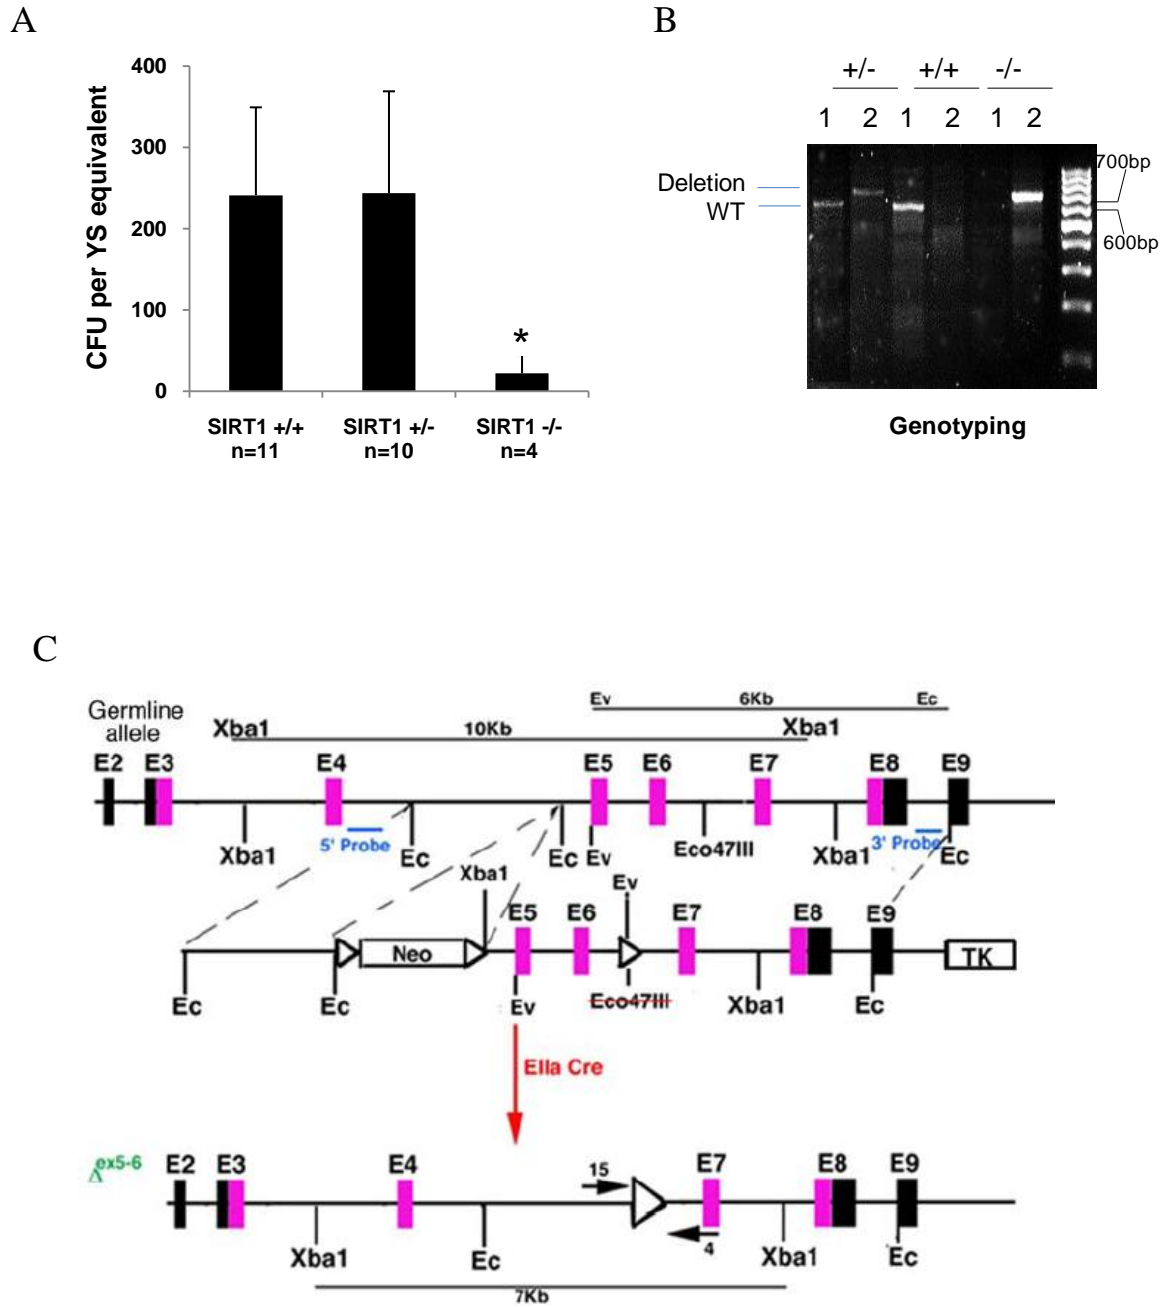 A
CFU per YS equivalent
400
300
200
100
0
*
SIRT1 +/+
n=11
SIRT1 +/-
n=10
SIRT1 -/-
n=4
B
+/- +/+ -/-
1 2 1 2 1 2
Deletion
WT
700bp
600bp
Genotyping
C
Germline
allele
Ev 6Kb Ec
Xba1 10Kb Xba1
E2 E3 E4 E5 E6 E7 E8 E9
Xba1 5' Probe Ec Ec Ev Eco47III Xba1 3' Probe Ec
Xba1 Ev
E5 E6 E7 E8 E9
Neo TK
Ec Ec Ev Eco47III Xba1 Ec
EIIa Cre
Δex5-6
E2 E3 E4 15 E7 E8 E9
4
Xba1 Ec Xba1 Ec
7Kb